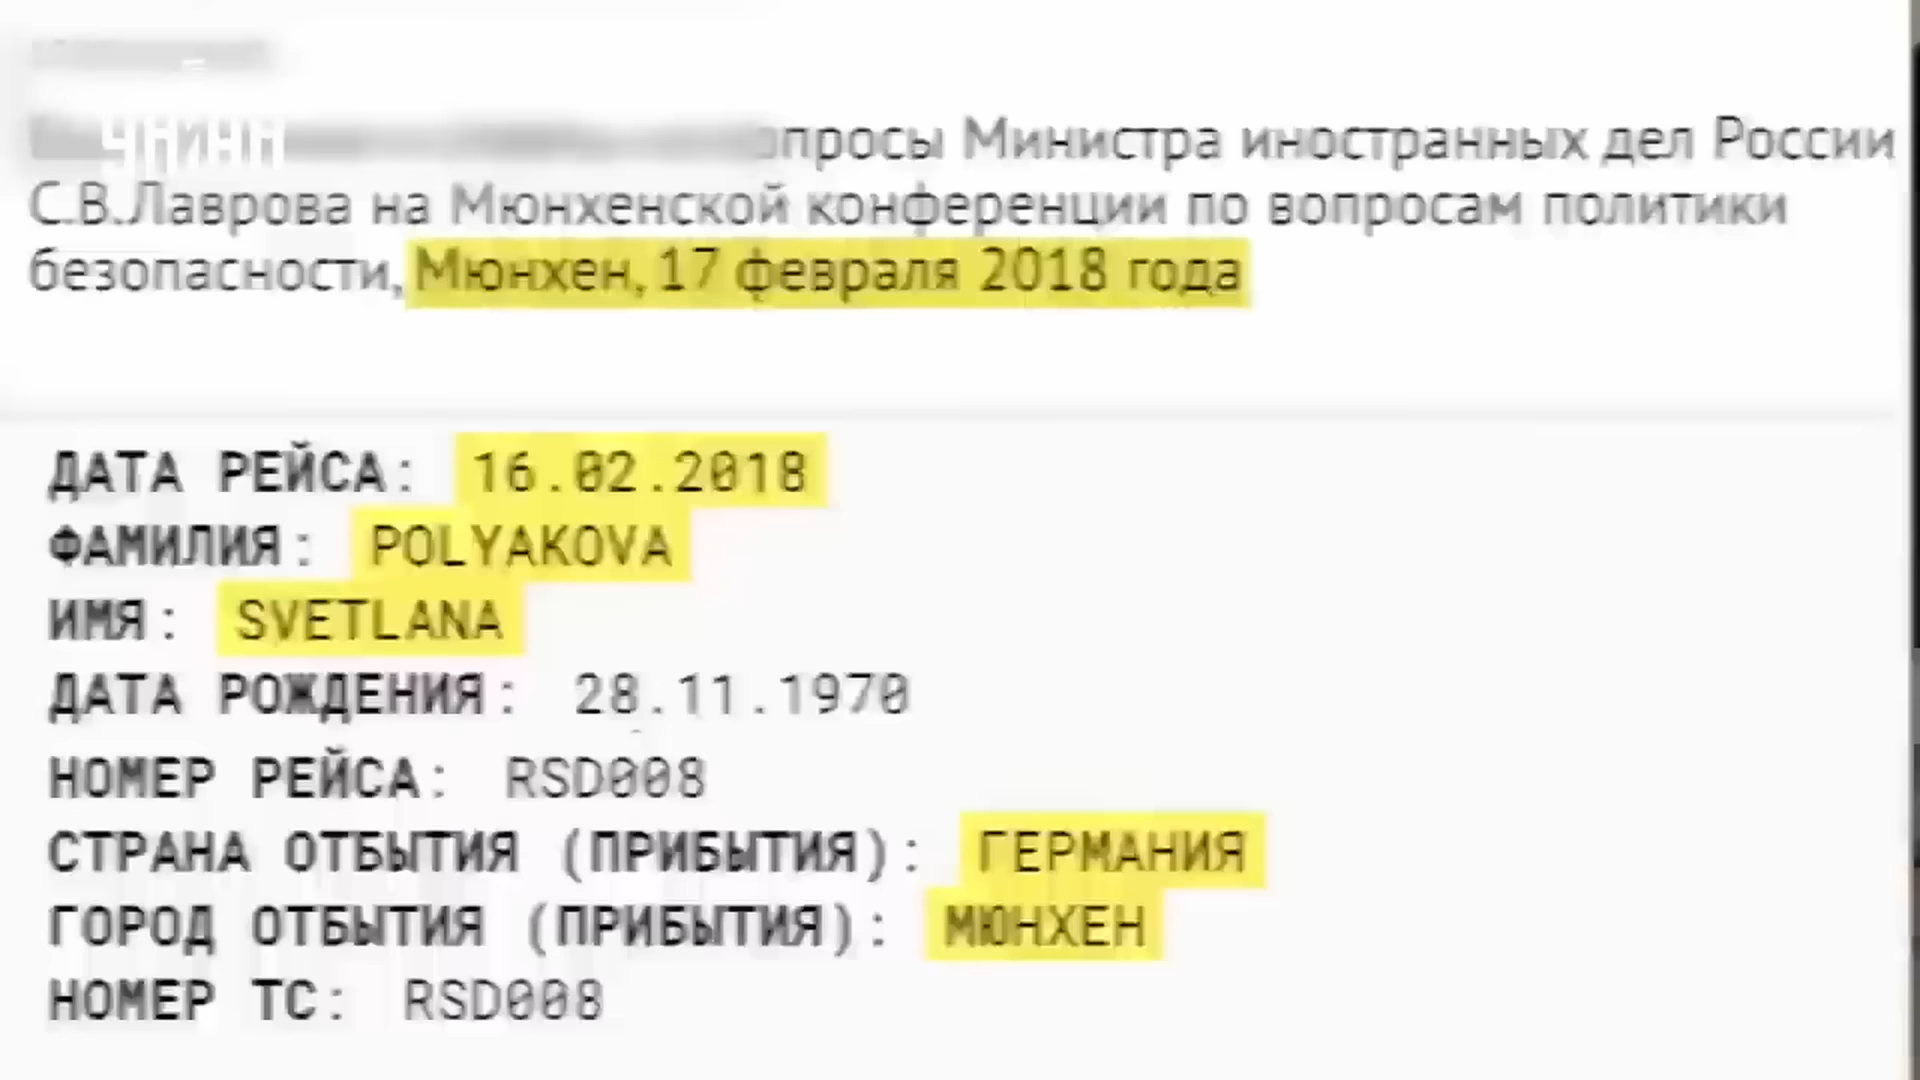 опросы Министра иностранных дел России
С.В.Лаврова на Мюнхенской конференции по вопросам политики
безопасности, Мюнхен, 17 февраля 2018 года
ДАТА РЕЙСА: 16.02.2018
ФАМИЛИЯ: POLYAKOVA
ИМЯ: SVETLANA
ДАТА РОЖДЕНИЯ: 28.11.1970
НОМЕР РЕЙСА: RSD008
СТРАНА ОТБЫТИЯ (ПРИБЫТИЯ): ГЕРМАНИЯ
ГОРОД ОТБЫТИЯ (ПРИБЫТИЯ): МЮНХЕН
НОМЕР ТС: RSD008